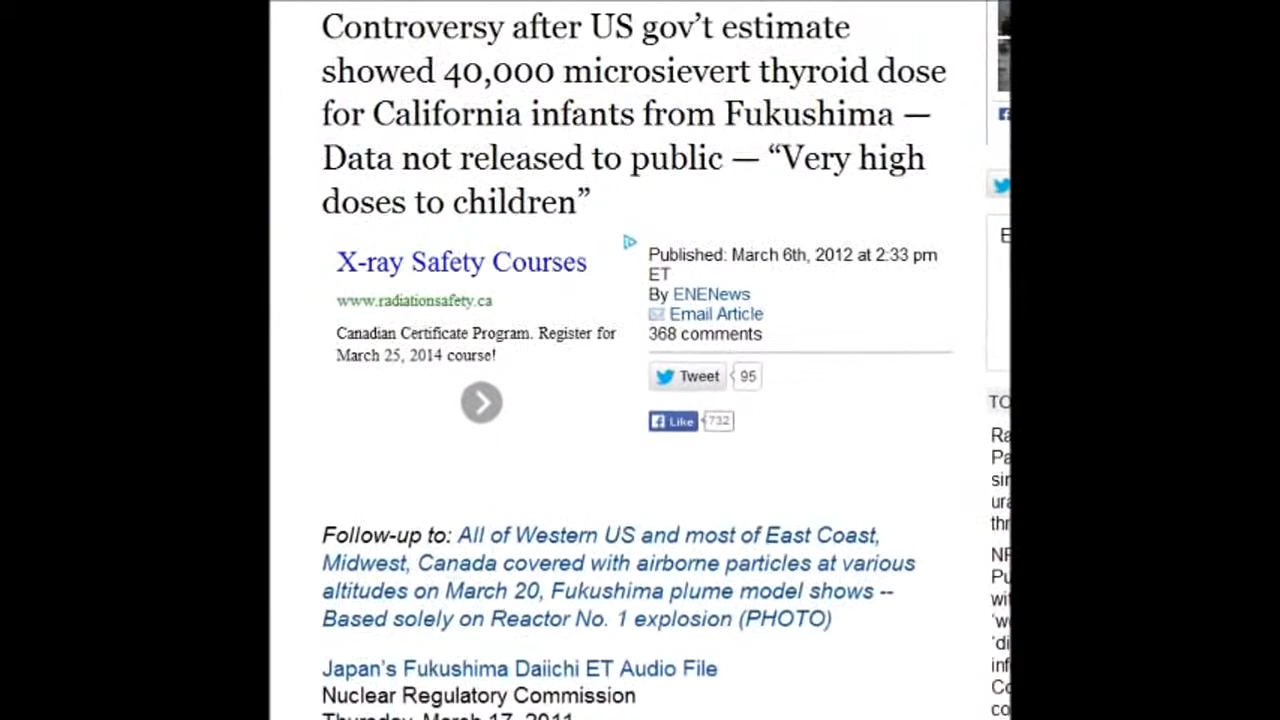 Controversy after US gov’t estimate
showed 40,000 microsievert thyroid dose
for California infants from Fukushima —
Data not released to public — “Very high
doses to children”
X-ray Safety Courses
www.radiationsafety.ca
Canadian Certificate Program. Register for
March 25, 2014 course!
Published: March 6th, 2012 at 2:33 pm
ET
By ENENews
Email Article
368 comments
Tweet 95
Like 732
Follow-up to: All of Western US and most of East Coast,
Midwest, Canada covered with airborne particles at various
altitudes on March 20, Fukushima plume model shows --
Based solely on Reactor No. 1 explosion (PHOTO)
Japan’s Fukushima Daiichi ET Audio File
Nuclear Regulatory Commission
Thursday, March 17, 2011